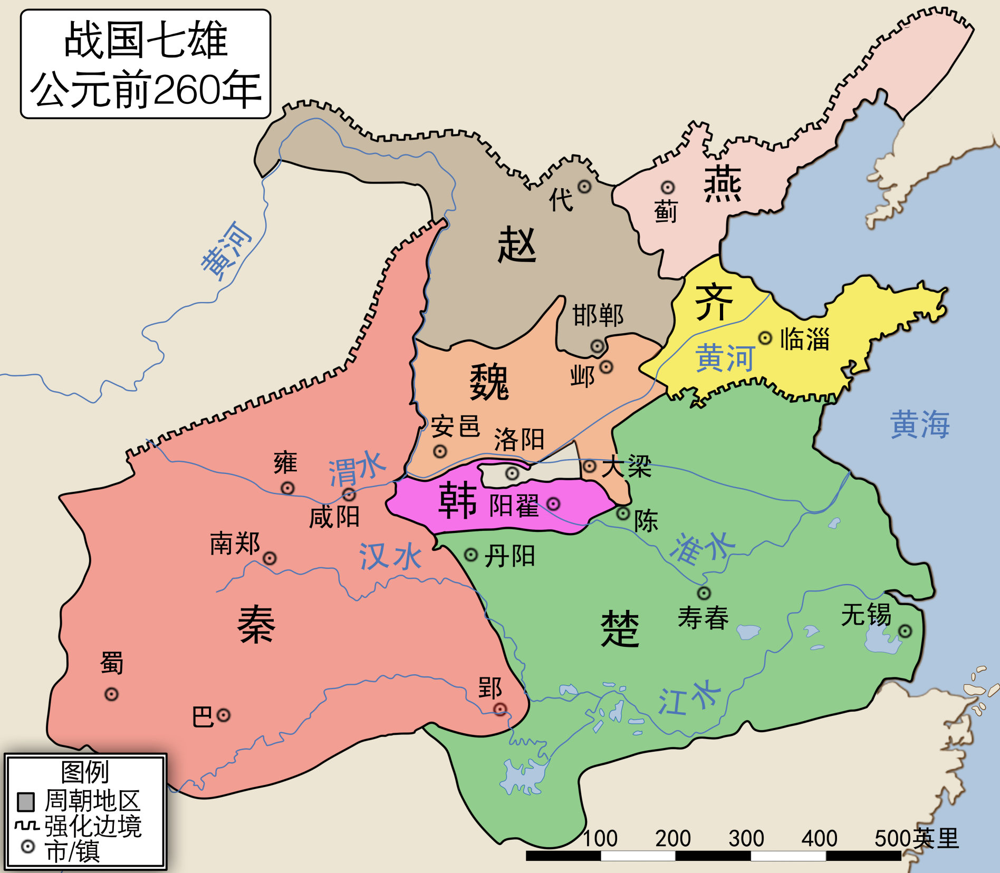 战国七雄
公元前260年
燕
代
蓟
赵
黄河
齐
邯郸
临淄
黄河
邺
魏
安邑
洛阳
黄海
雍
渭水
大梁
韩
阳翟
咸阳
陈
南郑
汉水
丹阳
淮水
秦
楚
寿春
无锡
蜀
郢
江水
巴
图例
周朝地区
强化边境
市/镇
100 200 300 400 500英里